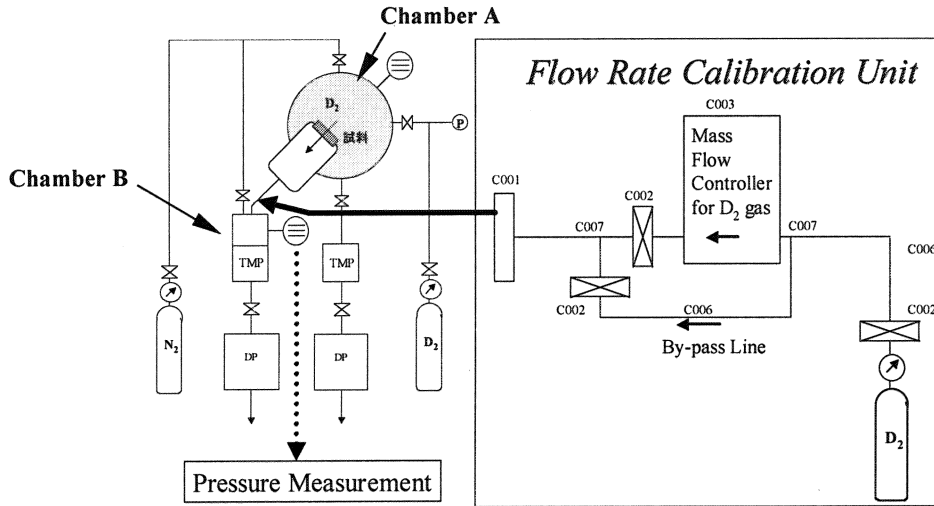 Chamber A
Flow Rate Calibration Unit
C003
D₂
試料
P
Mass
Flow
Controller
for D₂ gas
Chamber B
C001
C002
C007
C007
C006
TMP
TMP
C002
C006
C002
By-pass Line
N₂
DP
DP
D₂
D₂
Pressure Measurement